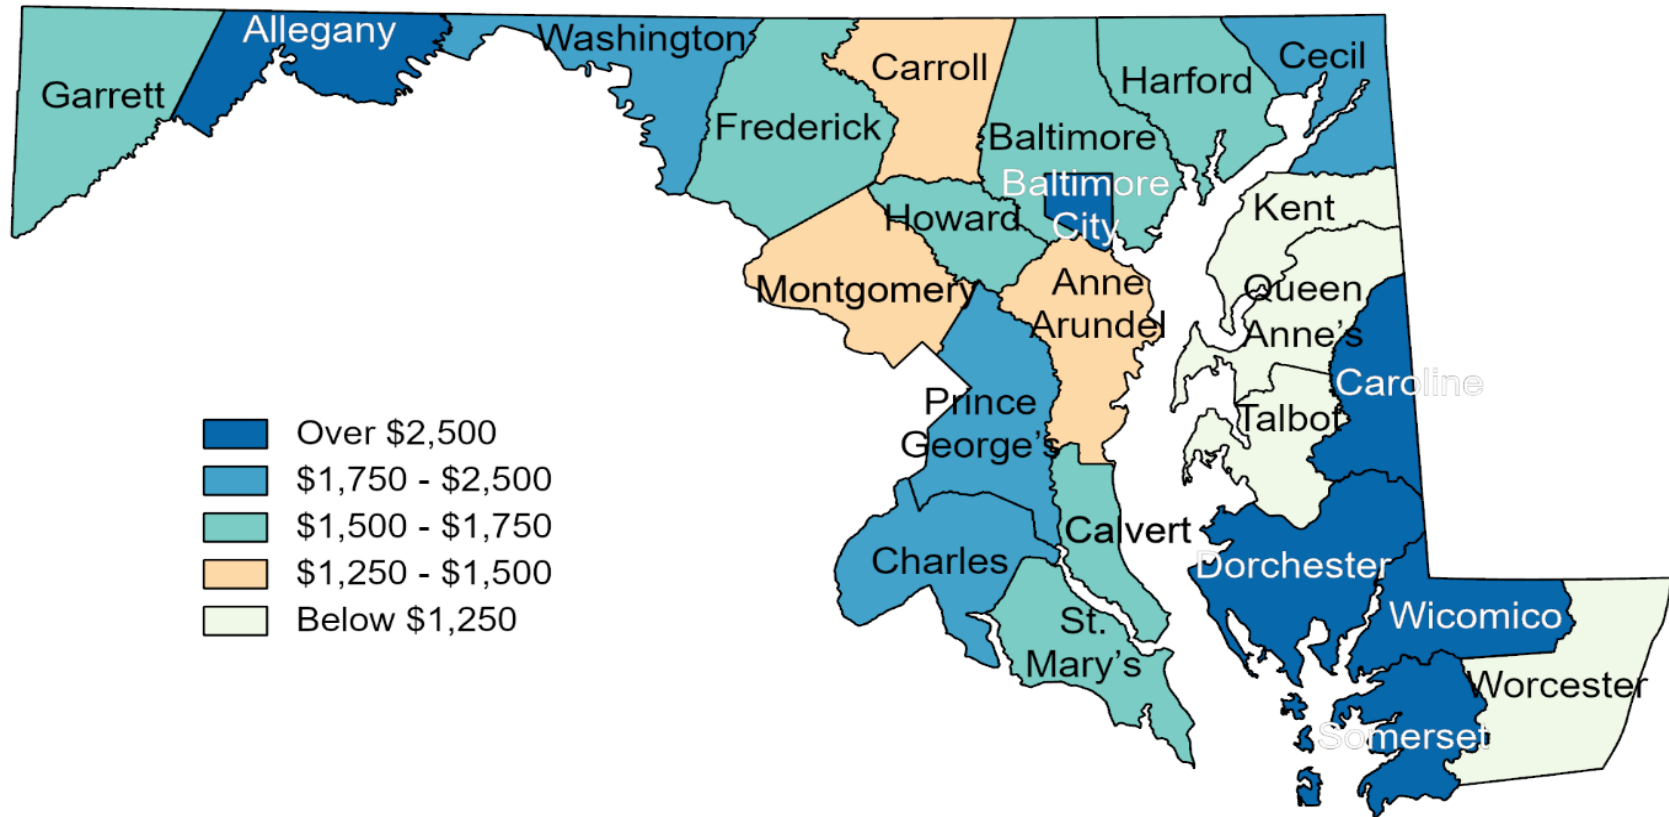 Allegany
Washington
Cecil
Carroll
Harford
Garrett
Frederick
Baltimore
Baltimore
City
Kent
Howard
Anne
Arundel
Montgomery
Queen
Anne's
Caroline
Prince
George's
Talbot
Over $2,500
$1,750 - $2,500
$1,500 - $1,750
$1,250 - $1,500
Below $1,250
Calvert
Charles
Dorchester
Wicomico
St.
Mary's
Worcester
Somerset